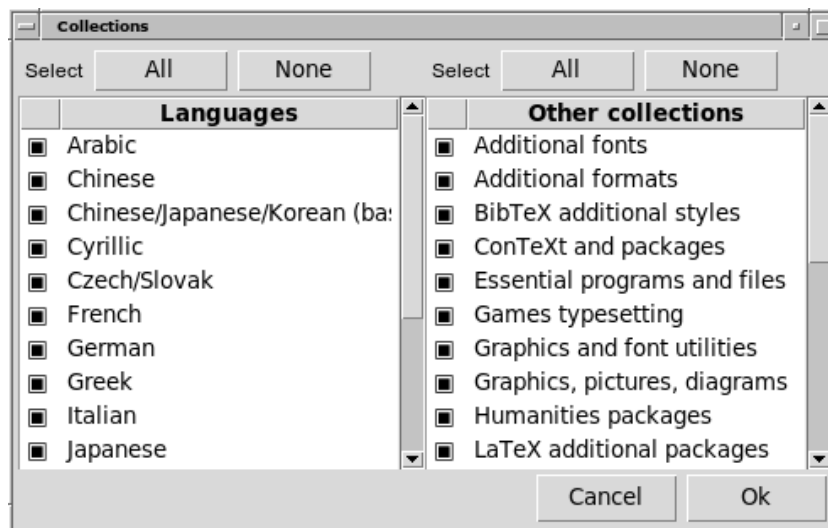 Collections
Select All None Select All None
Languages
Arabic
Chinese
Chinese/Japanese/Korean (bas
Cyrillic
Czech/Slovak
French
German
Greek
Italian
Japanese
Other collections
Additional fonts
Additional formats
BibTeX additional styles
ConTeXt and packages
Essential programs and files
Games typesetting
Graphics and font utilities
Graphics, pictures, diagrams
Humanities packages
LaTeX additional packages
Cancel Ok